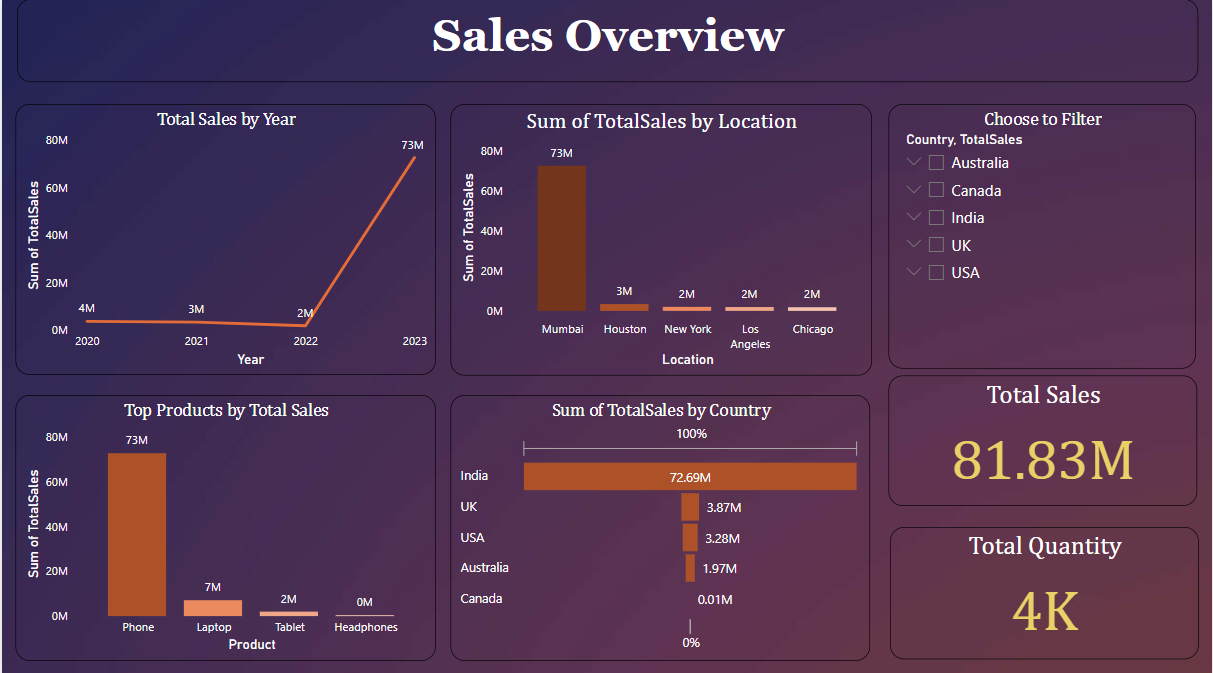 Sales Overview
Total Sales by Year
Sum of TotalSales
80M
60M
40M
20M
0M
4M
3M
2M
73M
2020
2021
2022
2023
Year
Sum of TotalSales by Location
Sum of TotalSales
80M
60M
40M
20M
0M
73M
3M
2M
2M
2M
Mumbai
Houston
New York
Los
Angeles
Chicago
Location
Choose to Filter
Country, TotalSales
Australia
Canada
India
UK
USA
Top Products by Total Sales
Sum of TotalSales
80M
60M
40M
20M
0M
73M
7M
2M
0M
Phone
Laptop
Tablet
Headphones
Product
Sum of TotalSales by Country
100%
India
72.69M
UK
3.87M
USA
3.28M
Australia
1.97M
Canada
0.01M
0%
Total Sales
81.83M
Total Quantity
4K